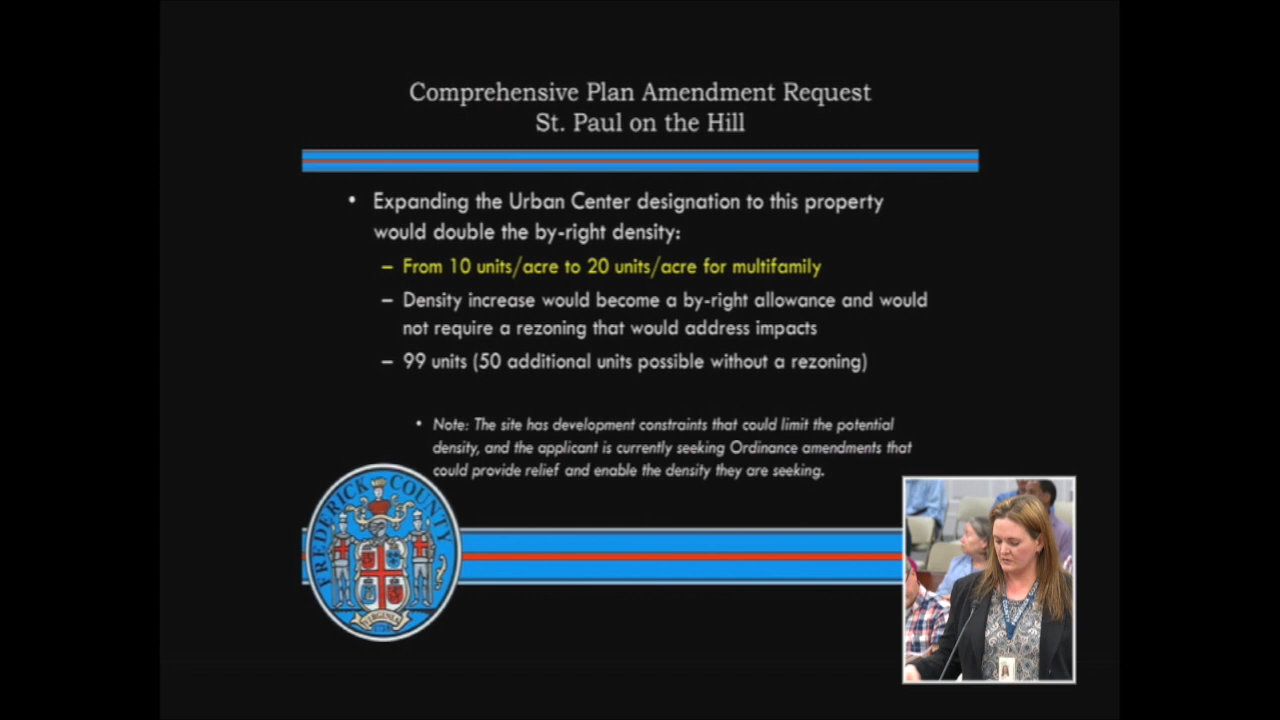 Comprehensive Plan Amendment Request
St. Paul on the Hill
• Expanding the Urban Center designation to this property
would double the by-right density:
– From 10 units/acre to 20 units/acre for multifamily
– Density increase would become a by-right allowance and would
not require a rezoning that would address impacts
– 99 units (50 additional units possible without a rezoning)
• Note: The site has development constraints that could limit the potential
density, and the applicant is currently seeking Ordinance amendments that
could provide relief and enable the density they are seeking.
FREDERICK COUNTY
VIRGINIA